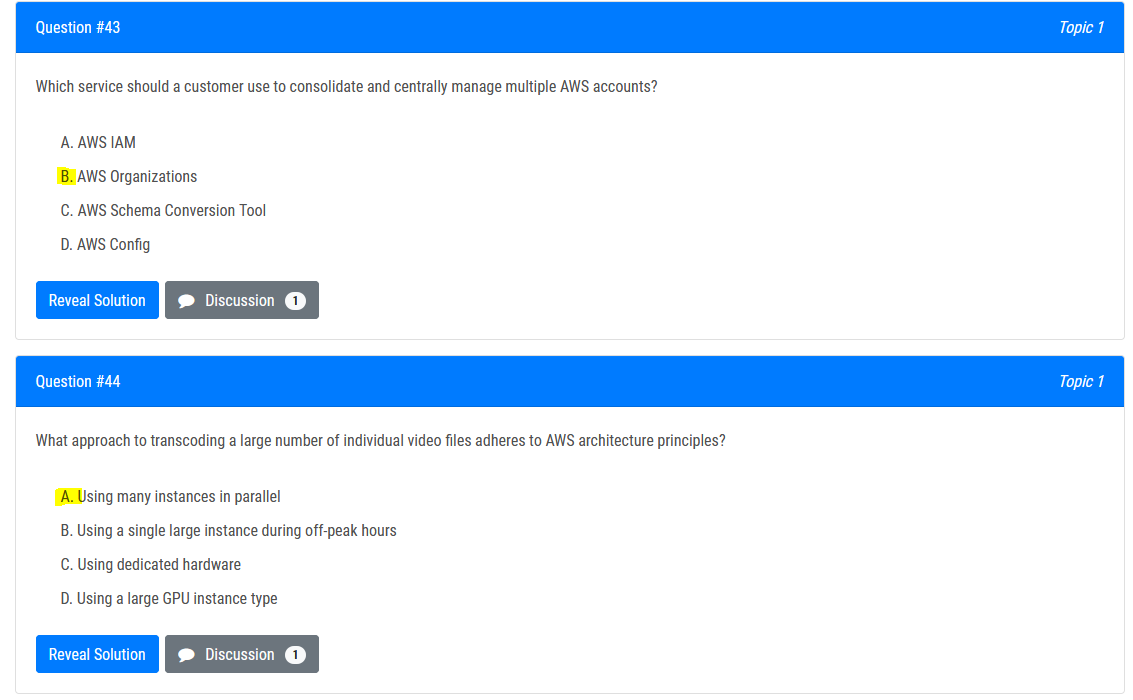 Question #43 Topic 1
Which service should a customer use to consolidate and centrally manage multiple AWS accounts?
A. AWS IAM
B. AWS Organizations
C. AWS Schema Conversion Tool
D. AWS Config
Reveal Solution Discussion 1
Question #44 Topic 1
What approach to transcoding a large number of individual video files adheres to AWS architecture principles?
A. Using many instances in parallel
B. Using a single large instance during off-peak hours
C. Using dedicated hardware
D. Using a large GPU instance type
Reveal Solution Discussion 1